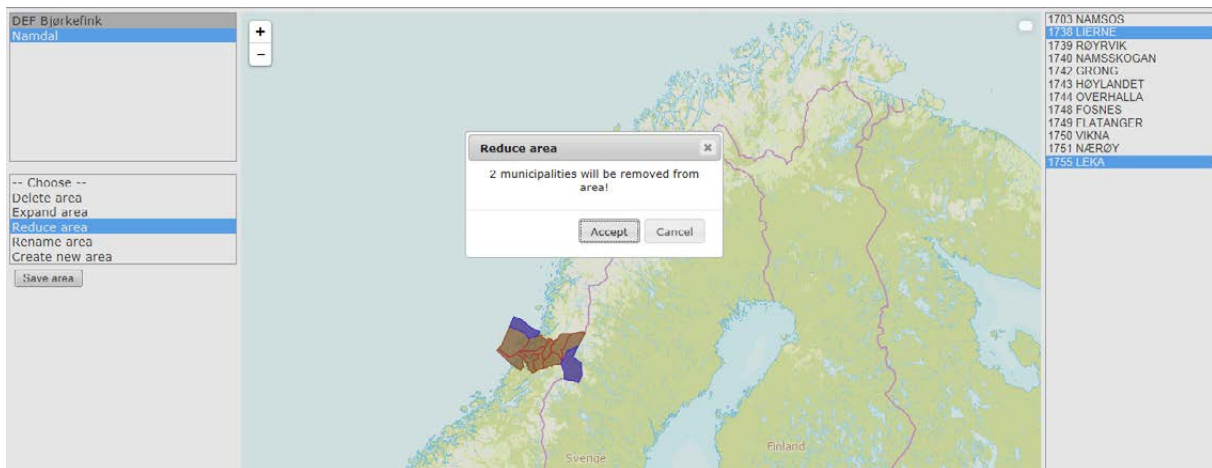 DEF Bjørkefink
Namdal
-- Choose --
Delete area
Expand area
Reduce area
Rename area
Create new area
Save area
+
−
Reduce area
×
2 municipalities will be removed from
area!
Accept
Cancel
Sverige
Finland
1703 NAMSOS
1738 LIERNE
1739 RØYRVIK
1740 NAMSSKOGAN
1742 GRONG
1743 HØYLANDET
1744 OVERHALLA
1748 FOSNES
1749 FLATANGER
1750 VIKNA
1751 NÆRØY
1755 LEKA